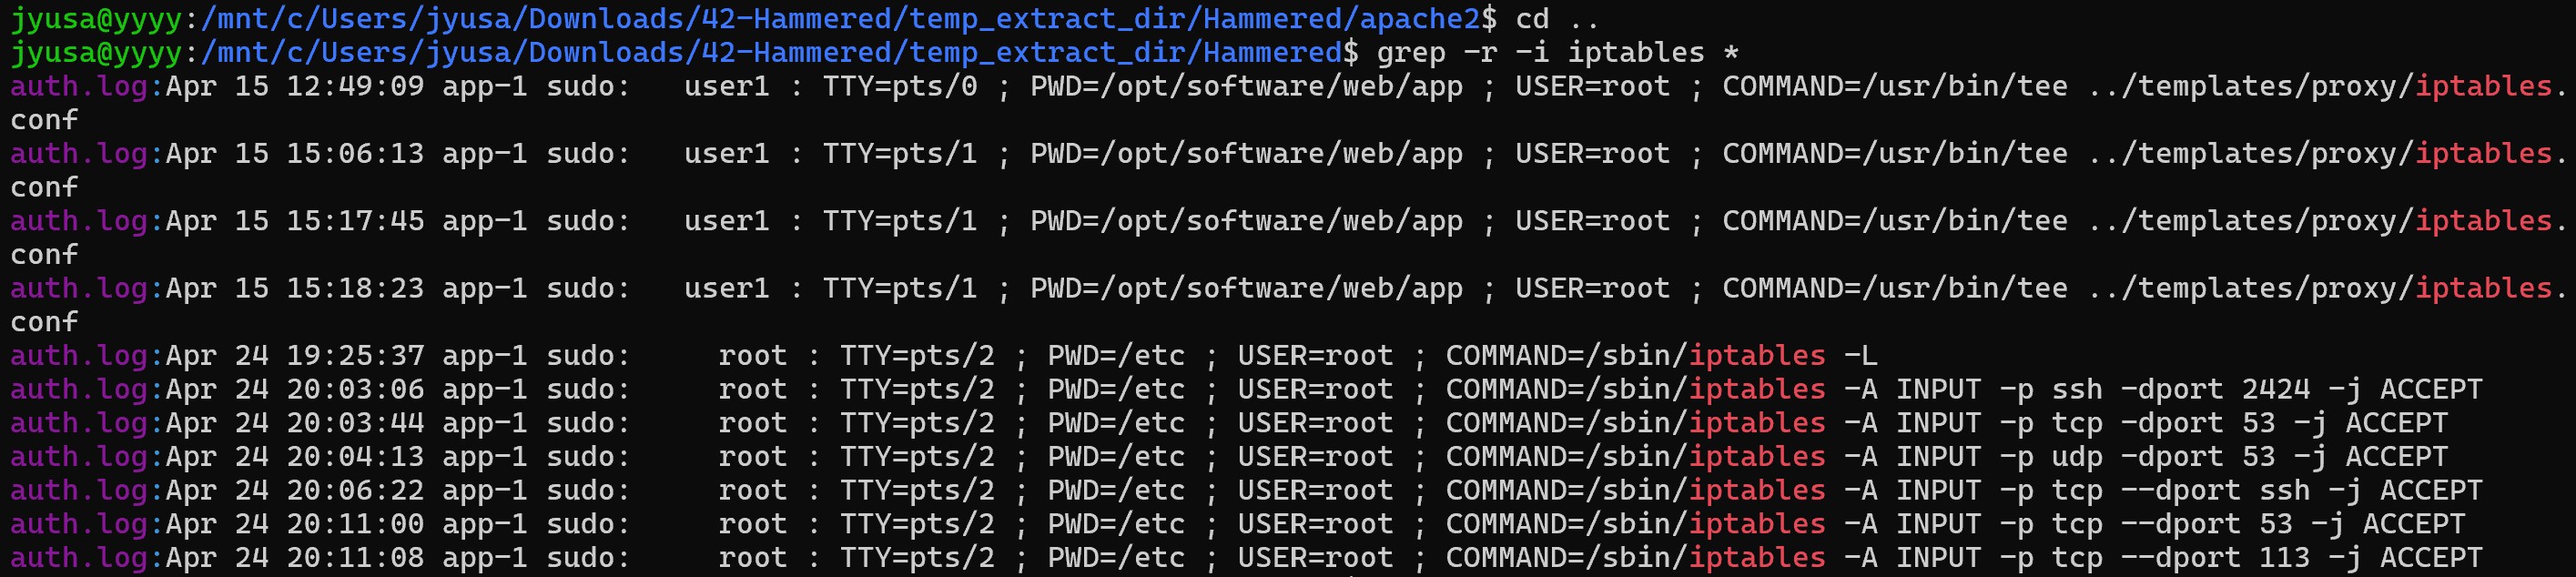 jyusa@yyyy:/mnt/c/Users/jyusa/Downloads/42-Hammered/temp_extract_dir/Hammered/apache2$ cd ..
jyusa@yyyy:/mnt/c/Users/jyusa/Downloads/42-Hammered/temp_extract_dir/Hammered$ grep -r -i iptables *
auth.log:Apr 15 12:49:09 app-1 sudo:   user1 : TTY=pts/0 ; PWD=/opt/software/web/app ; USER=root ; COMMAND=/usr/bin/tee ../templates/proxy/iptables.
conf
auth.log:Apr 15 15:06:13 app-1 sudo:   user1 : TTY=pts/1 ; PWD=/opt/software/web/app ; USER=root ; COMMAND=/usr/bin/tee ../templates/proxy/iptables.
conf
auth.log:Apr 15 15:17:45 app-1 sudo:   user1 : TTY=pts/1 ; PWD=/opt/software/web/app ; USER=root ; COMMAND=/usr/bin/tee ../templates/proxy/iptables.
conf
auth.log:Apr 15 15:18:23 app-1 sudo:   user1 : TTY=pts/1 ; PWD=/opt/software/web/app ; USER=root ; COMMAND=/usr/bin/tee ../templates/proxy/iptables.
conf
auth.log:Apr 24 19:25:37 app-1 sudo:     root : TTY=pts/2 ; PWD=/etc ; USER=root ; COMMAND=/sbin/iptables -L
auth.log:Apr 24 20:03:06 app-1 sudo:     root : TTY=pts/2 ; PWD=/etc ; USER=root ; COMMAND=/sbin/iptables -A INPUT -p ssh -dport 2424 -j ACCEPT
auth.log:Apr 24 20:03:44 app-1 sudo:     root : TTY=pts/2 ; PWD=/etc ; USER=root ; COMMAND=/sbin/iptables -A INPUT -p tcp -dport 53 -j ACCEPT
auth.log:Apr 24 20:04:13 app-1 sudo:     root : TTY=pts/2 ; PWD=/etc ; USER=root ; COMMAND=/sbin/iptables -A INPUT -p udp -dport 53 -j ACCEPT
auth.log:Apr 24 20:06:22 app-1 sudo:     root : TTY=pts/2 ; PWD=/etc ; USER=root ; COMMAND=/sbin/iptables -A INPUT -p tcp --dport ssh -j ACCEPT
auth.log:Apr 24 20:11:00 app-1 sudo:     root : TTY=pts/2 ; PWD=/etc ; USER=root ; COMMAND=/sbin/iptables -A INPUT -p tcp --dport 53 -j ACCEPT
auth.log:Apr 24 20:11:08 app-1 sudo:     root : TTY=pts/2 ; PWD=/etc ; USER=root ; COMMAND=/sbin/iptables -A INPUT -p tcp --dport 113 -j ACCEPT